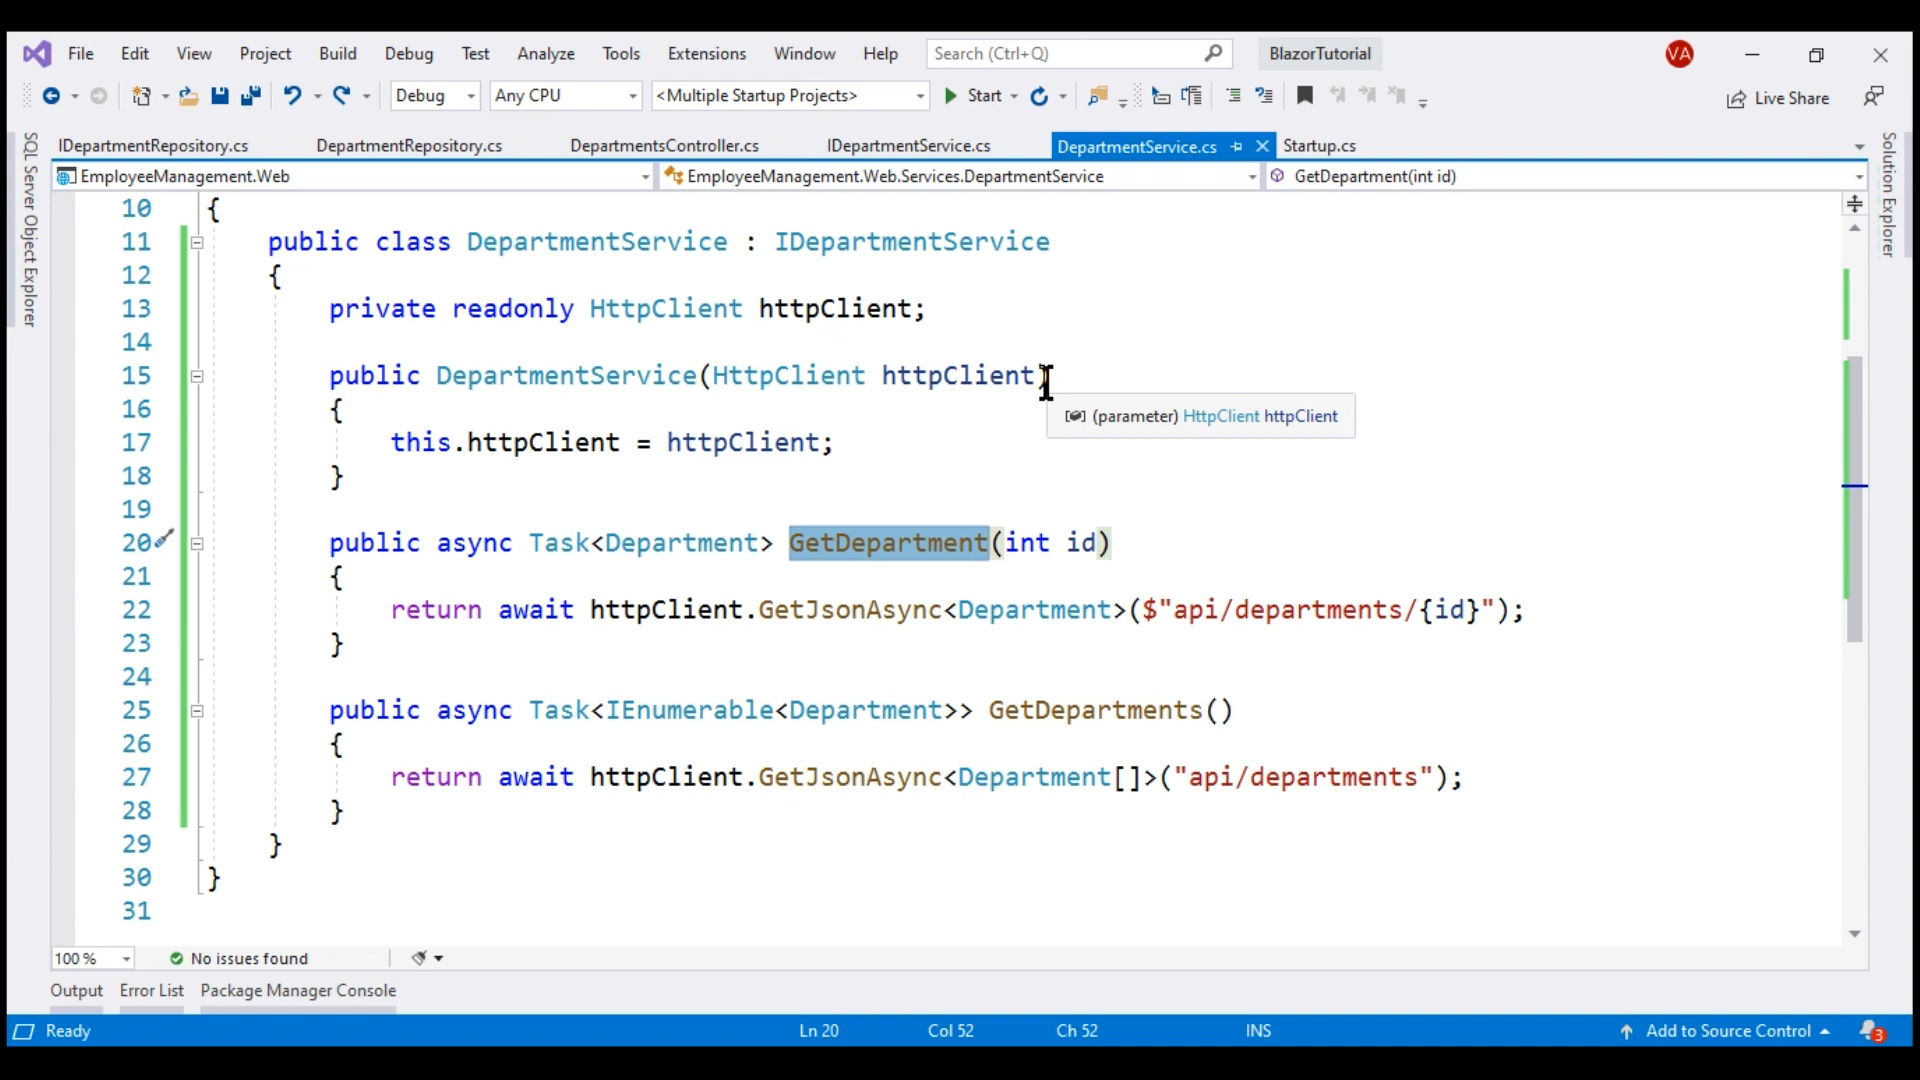 File Edit View Project Build Debug Test Analyze Tools Extensions Window Help Search (Ctrl+Q) BlazorTutorial VA
Debug Any CPU <Multiple Startup Projects> Start Live Share
IDepartmentRepository.cs DepartmentRepository.cs DepartmentsController.cs IDepartmentService.cs DepartmentService.cs Startup.cs
EmployeeManagement.Web EmployeeManagement.Web.Services.DepartmentService GetDepartment(int id)
SQL Server Object Explorer
Solution Explorer
10 {
11 public class DepartmentService : IDepartmentService
12 {
13 private readonly HttpClient httpClient;
14
15 public DepartmentService(HttpClient httpClient)
16 {
(parameter) HttpClient httpClient
17 this.httpClient = httpClient;
18 }
19
20 public async Task<Department> GetDepartment(int id)
21 {
22 return await httpClient.GetJsonAsync<Department>($"api/departments/{id}");
23 }
24
25 public async Task<IEnumerable<Department>> GetDepartments()
26 {
27 return await httpClient.GetJsonAsync<Department[]>("api/departments");
28 }
29 }
30 }
31
100 % No issues found
Output Error List Package Manager Console
Ready Ln 20 Col 52 Ch 52 INS Add to Source Control 3